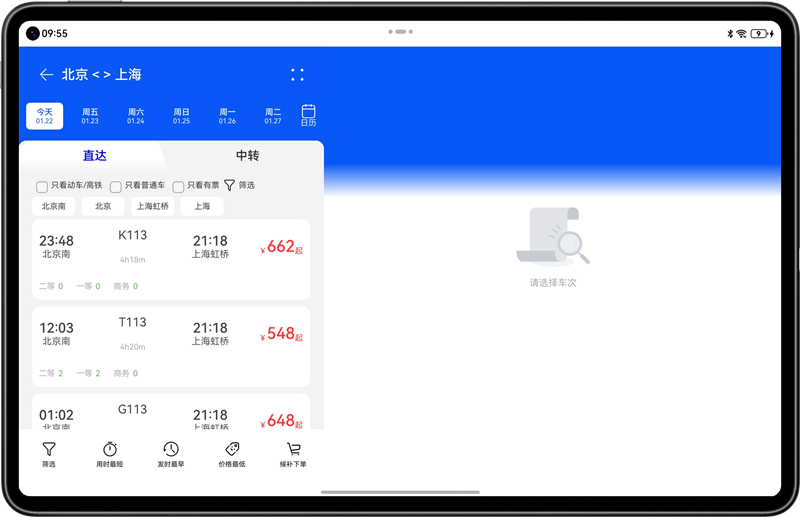 09:55
9
北京 < > 上海
今天 周五 周六 周日 周一 周二
01.22 01.23 01.24 01.25 01.26 01.27 日历
直达 中转
只看动车/高铁 只看普通车 只看有票 筛选
北京南 北京 上海虹桥 上海
23:48 K113 21:18 ¥662起
北京南 4h18m 上海虹桥
二等 0 一等 0 商务 0
12:03 T113 21:18 ¥548起
北京南 4h20m 上海虹桥
二等 2 一等 2 商务 0
01:02 G113 21:18 ¥648起
北京南 上海虹桥
筛选 用时最短 发时最早 价格最低 候补下单
请选择车次